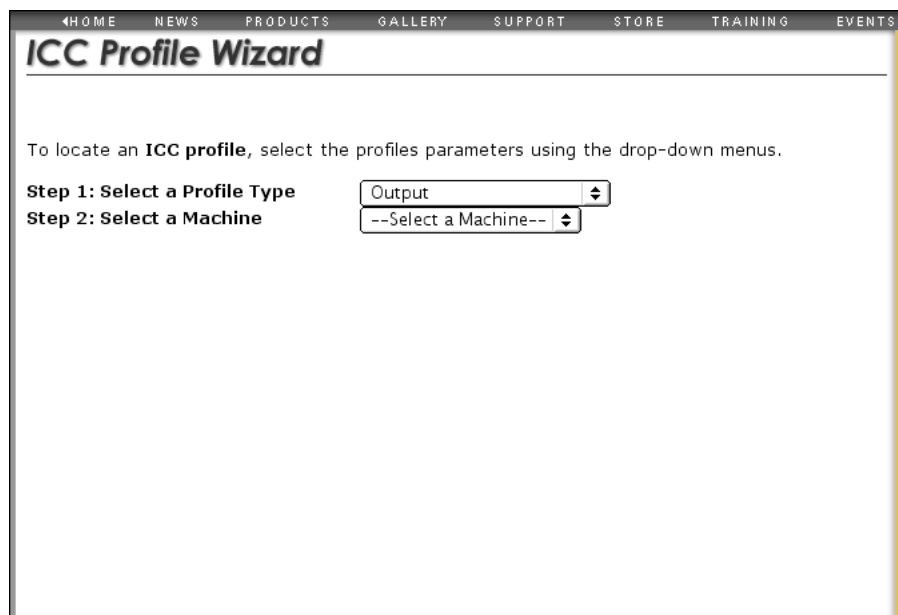 HOME NEWS PRODUCTS GALLERY SUPPORT STORE TRAINING EVENTS
ICC Profile Wizard
To locate an ICC profile, select the profiles parameters using the drop-down menus.
Step 1: Select a Profile Type Output
Step 2: Select a Machine --Select a Machine--